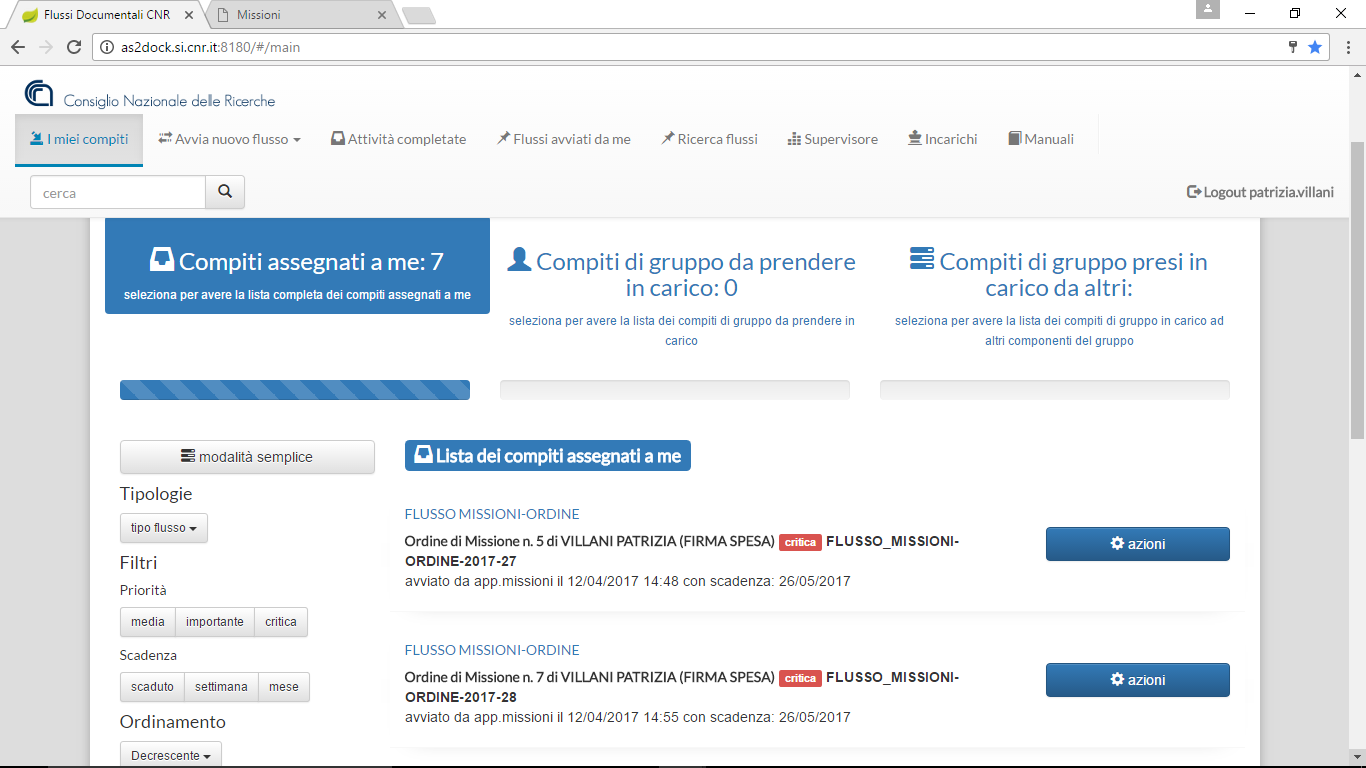 Flussi Documentali CNR
Missioni
as2dock.si.cnr.it:8180/#/main
Consiglio Nazionale delle Ricerche
I miei compiti
Avvia nuovo flusso
Attività completate
Flussi avviati da me
Ricerca flussi
Supervisore
Incarichi
Manuali
cerca
Logout patrizia.villani
Compiti assegnati a me: 7
seleziona per avere la lista completa dei compiti assegnati a me
Compiti di gruppo da prendere
in carico: 0
seleziona per avere la lista dei compiti di gruppo da prendere in
carico
Compiti di gruppo presi in
carico da altri:
seleziona per avere la lista dei compiti di gruppo in carico ad
altri componenti del gruppo
modalità semplice
Tipologie
tipo flusso
Filtri
Priorità
media importante critica
Scadenza
scaduto settimana mese
Ordinamento
Decrescente
Lista dei compiti assegnati a me
FLUSSO MISSIONI-ORDINE
Ordine di Missione n. 5 di VILLANI PATRIZIA (FIRMA SPESA) critica FLUSSO_MISSIONI-
ORDINE-2017-27
avviato da app.missioni il 12/04/2017 14:48 con scadenza: 26/05/2017
azioni
FLUSSO MISSIONI-ORDINE
Ordine di Missione n. 7 di VILLANI PATRIZIA (FIRMA SPESA) critica FLUSSO_MISSIONI-
ORDINE-2017-28
avviato da app.missioni il 12/04/2017 14:55 con scadenza: 26/05/2017
azioni